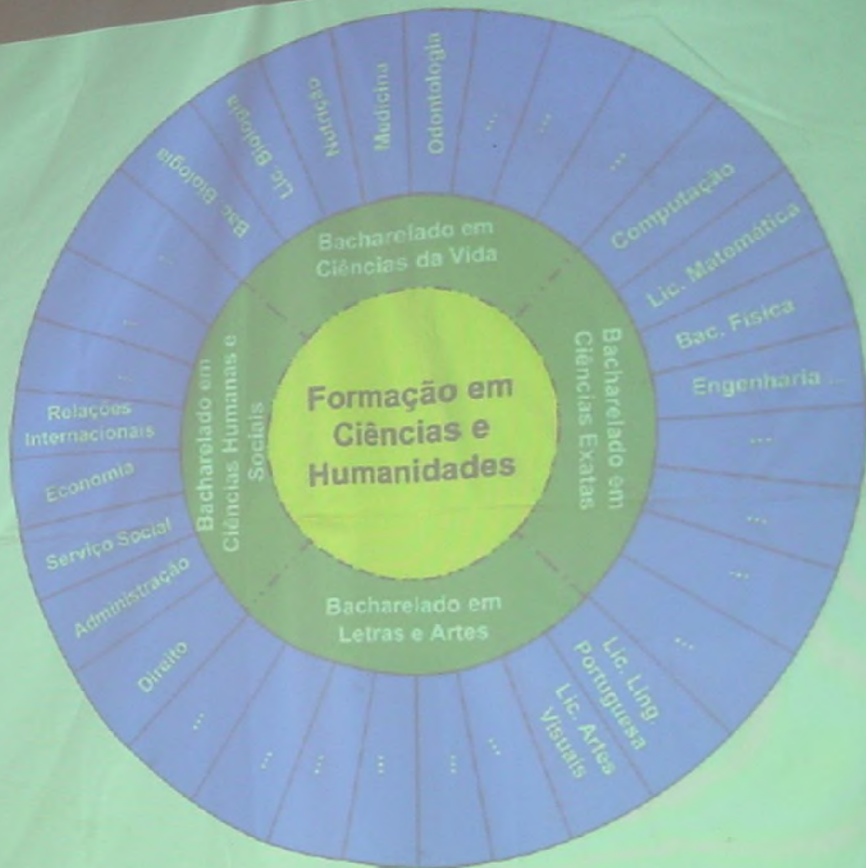 Formação em
Ciências e
Humanidades
Bacharelado em
Ciências da Vida
Bacharelado em
Ciências Exatas
Bacharelado em
Letras e Artes
Bacharelado em
Ciências Humanas e
Sociais
Bac. Biologia
Lic. Biologia
Nutrição
Medicina
Odontologia
...
...
...
Computação
Lic. Matemática
Bac. Física
Engenharia ...
...
...
...
...
Lic. Ling.
Portuguesa
Lic. Artes
Visuais
...
...
...
...
...
...
Direito
Administração
Serviço Social
Economia
Relações
Internacionais
...
...
...